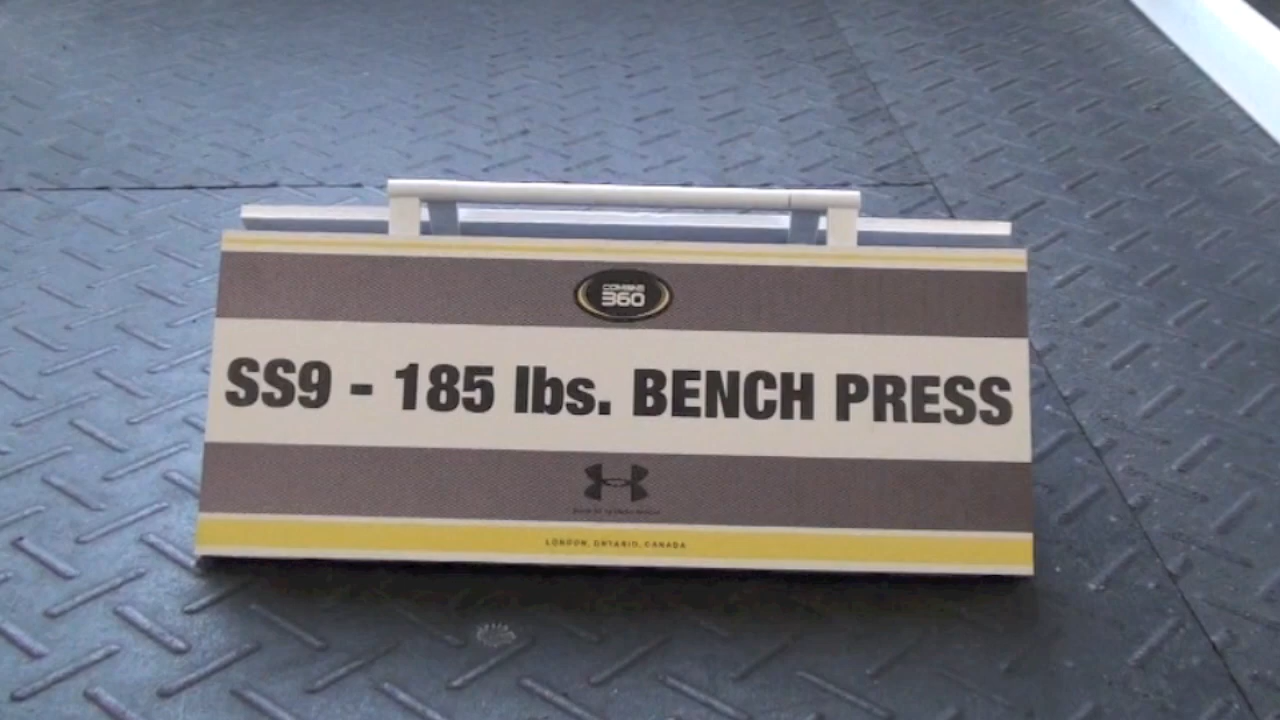 COMBINE
360
SS9 - 185 lbs. BENCH PRESS
LONDON, ONTARIO, CANADA